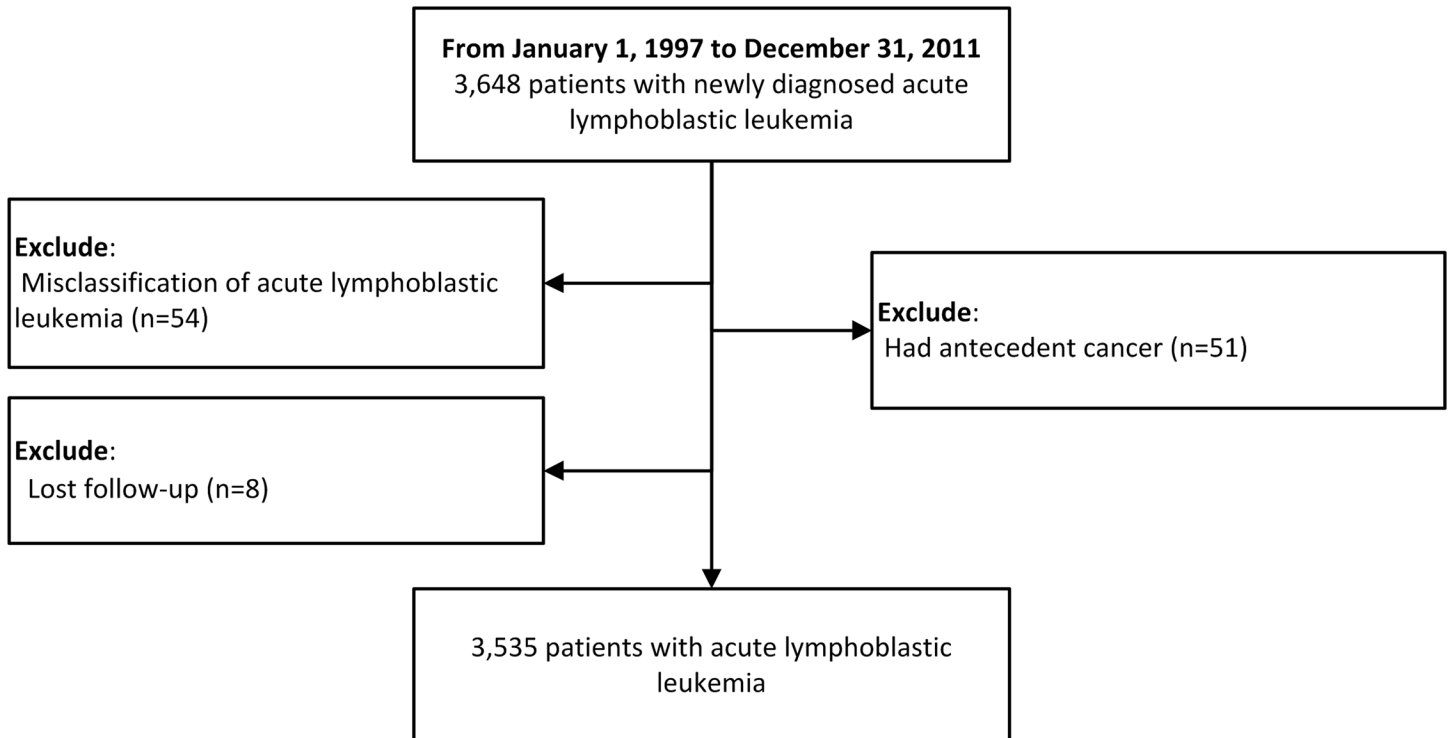 From January 1, 1997 to December 31, 2011
3,648 patients with newly diagnosed acute
lymphoblastic leukemia
Exclude:
Misclassification of acute lymphoblastic
leukemia (n=54)
Exclude:
Had antecedent cancer (n=51)
Exclude:
Lost follow-up (n=8)
3,535 patients with acute lymphoblastic
leukemia